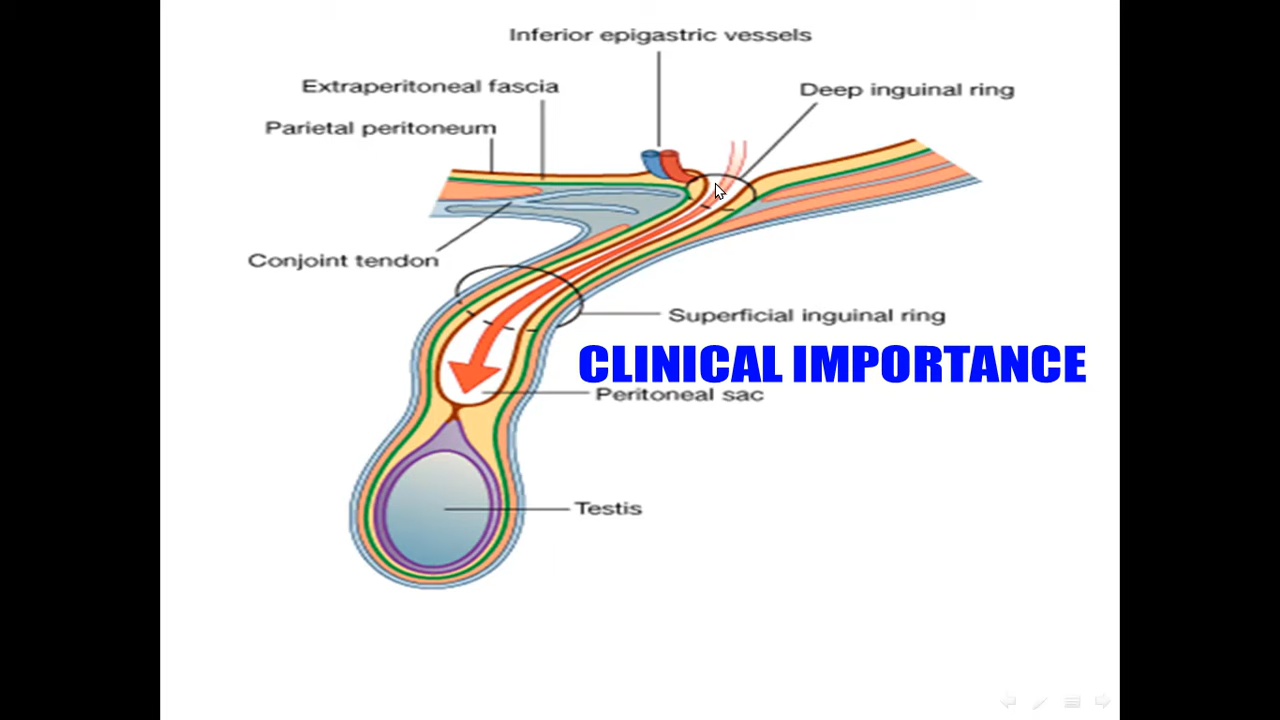 Inferior epigastric vessels
Extraperitoneal fascia
Deep inguinal ring
Parietal peritoneum
Conjoint tendon
Superficial inguinal ring
CLINICAL IMPORTANCE
Peritoneal sac
Testis